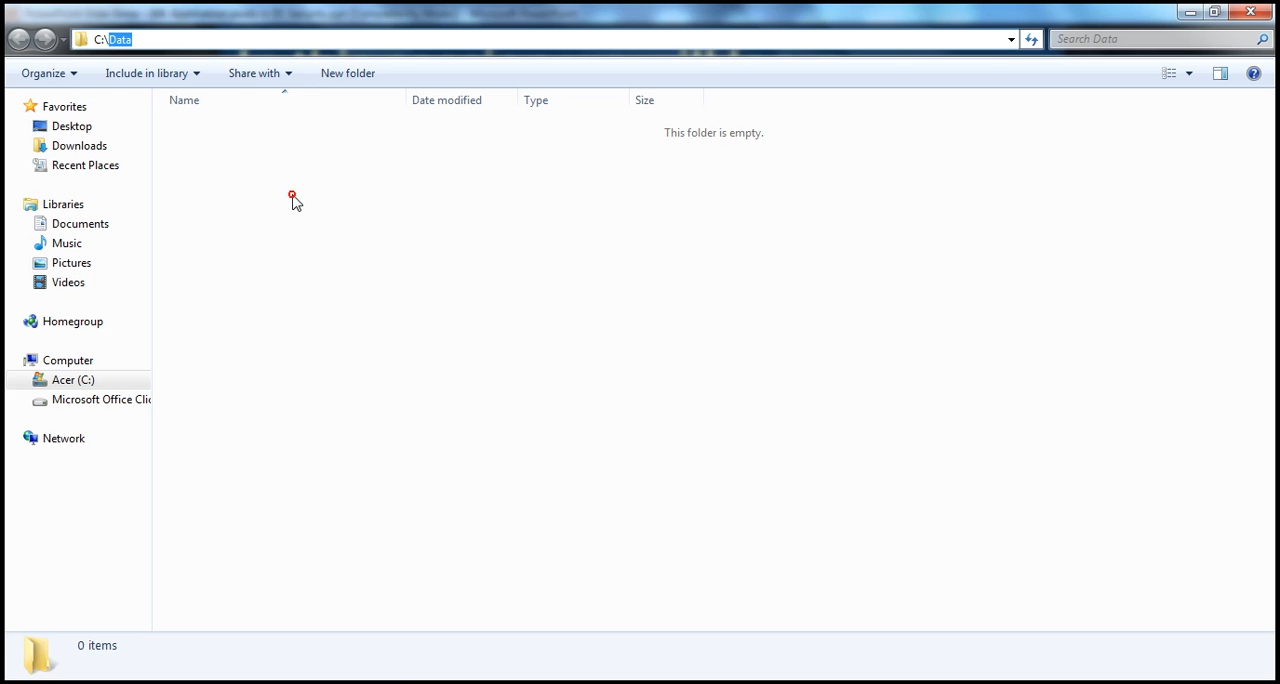 C:\Data
Search Data
Organize Include in library Share with New folder
Name Date modified Type Size
This folder is empty.
Favorites
Desktop
Downloads
Recent Places
Libraries
Documents
Music
Pictures
Videos
Homegroup
Computer
Acer (C:)
Microsoft Office Clic
Network
0 items